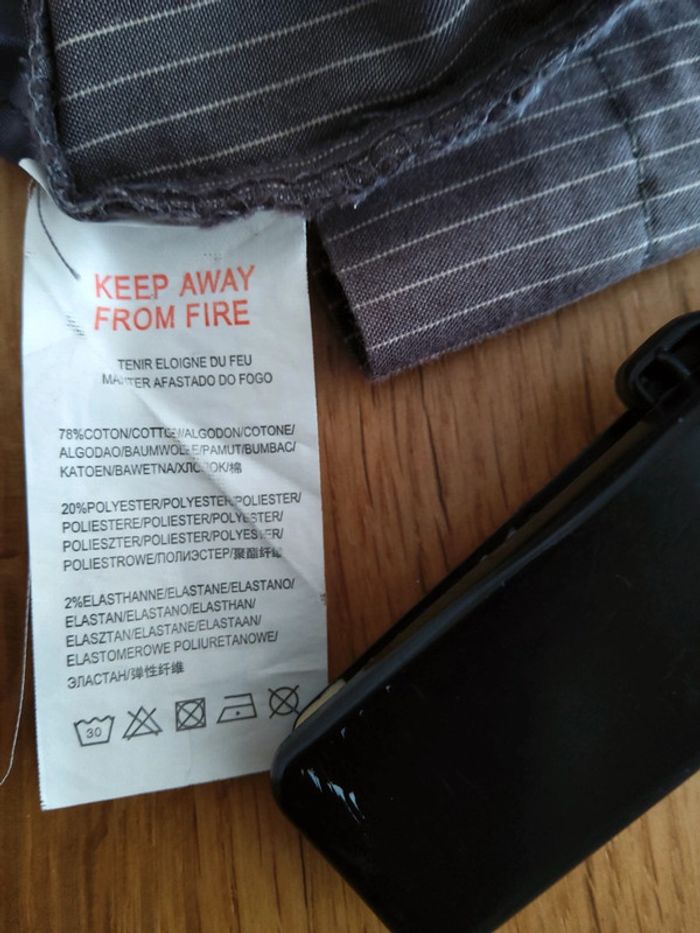 KEEP AWAY
FROM FIRE
TENIR ELOIGNE DU FEU
MANTER AFASTADO DO FOGO
78%COTON/COTTON/ALGODON/COTONE/
ALGODAO/BAUMWOLLE/PAMUT/BUMBAC/
KATOEN/BAWETNA/ХЛОПОК/棉
20%POLYESTER/POLYESTER/POLIESTER/
POLIESTERE/POLIESTER/POLYESTER/
POLIESZTER/POLIESTER/POLYESTER/
POLIESTROWE/ПОЛИЭСТЕР/聚酯纤维
2%ELASTHANNE/ELASTANE/ELASTANO/
ELASTAN/ELASTANO/ELASTHAN/
ELASZTAN/ELASTANE/ELASTAAN/
ELASTOMEROWE POLIURETANOWE/
ЭЛАСТАН/弹性纤维
30